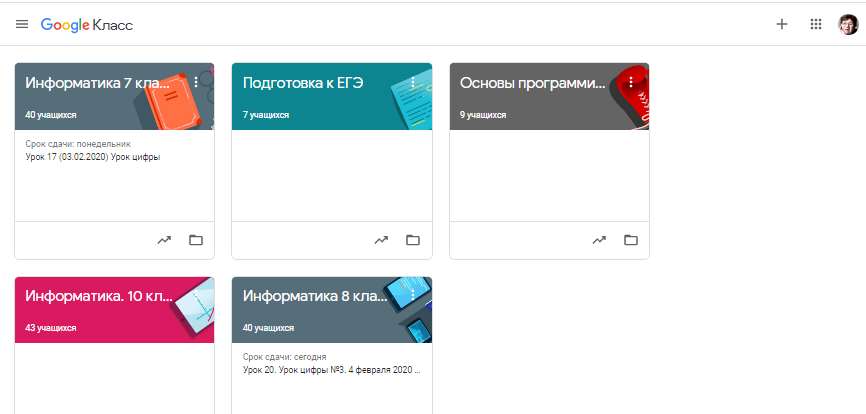 Google Класс
Информатика 7 кла...
40 учащихся
Срок сдачи: понедельник
Урок 17 (03.02.2020) Урок цифры
Подготовка к ЕГЭ
7 учащихся
Основы программи...
9 учащихся
Информатика. 10 кл...
43 учащихся
Информатика 8 кла...
40 учащихся
Срок сдачи: сегодня
Урок 20. Урок цифры №3. 4 февраля 2020 ...